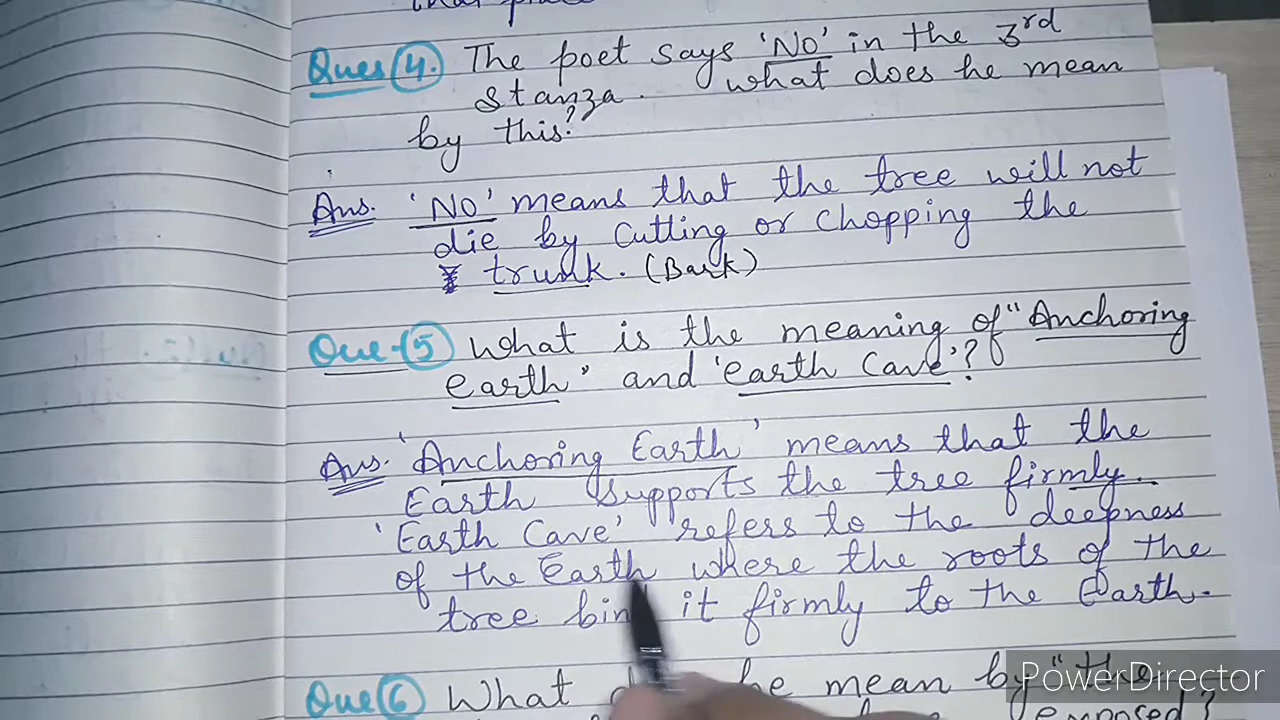 Ques (4.) The poet says 'No' in the 3rd
stanza. what does he mean
by this?
Ans. 'No' means that the tree will not
die by cutting or chopping the
trunk. (Bark)
Que-(5) What is the meaning of "Anchoring
earth" and 'earth cave'?
Ans. 'Anchoring Earth' means that the
Earth supports the tree firmly.
'Earth Cave' refers to the deepness
of the Earth where the roots of the
tree bind it firmly to the Earth.
Que (6) What he mean by "the
exposed?
PowerDirector